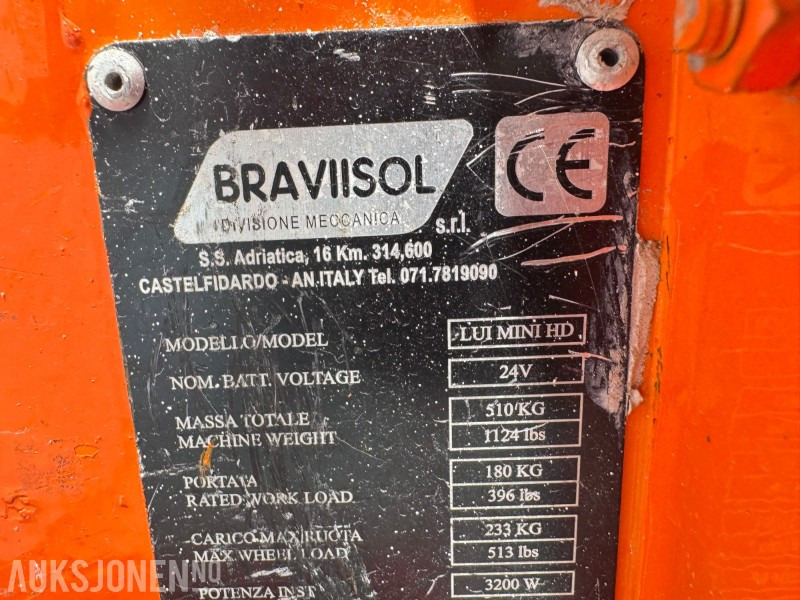 BRAVIISOL
DIVISIONE MECCANICA
s.r.l.
CE
S.S. Adriatica, 16 Km. 314,600
CASTELFIDARDO - AN ITALY Tel. 071.7819090
MODELLO/MODEL LUI MINI HD
NOM. BATT. VOLTAGE 24V
MASSA TOTALE 510 KG
MACHINE WEIGHT 1124 lbs
PORTATA 180 KG
RATED WORK LOAD 396 lbs
CARICO MAX RUOTA 233 KG
MAX WHEEL LOAD 513 lbs
POTENZA INST 3200 W
AUKSJONEN.NO